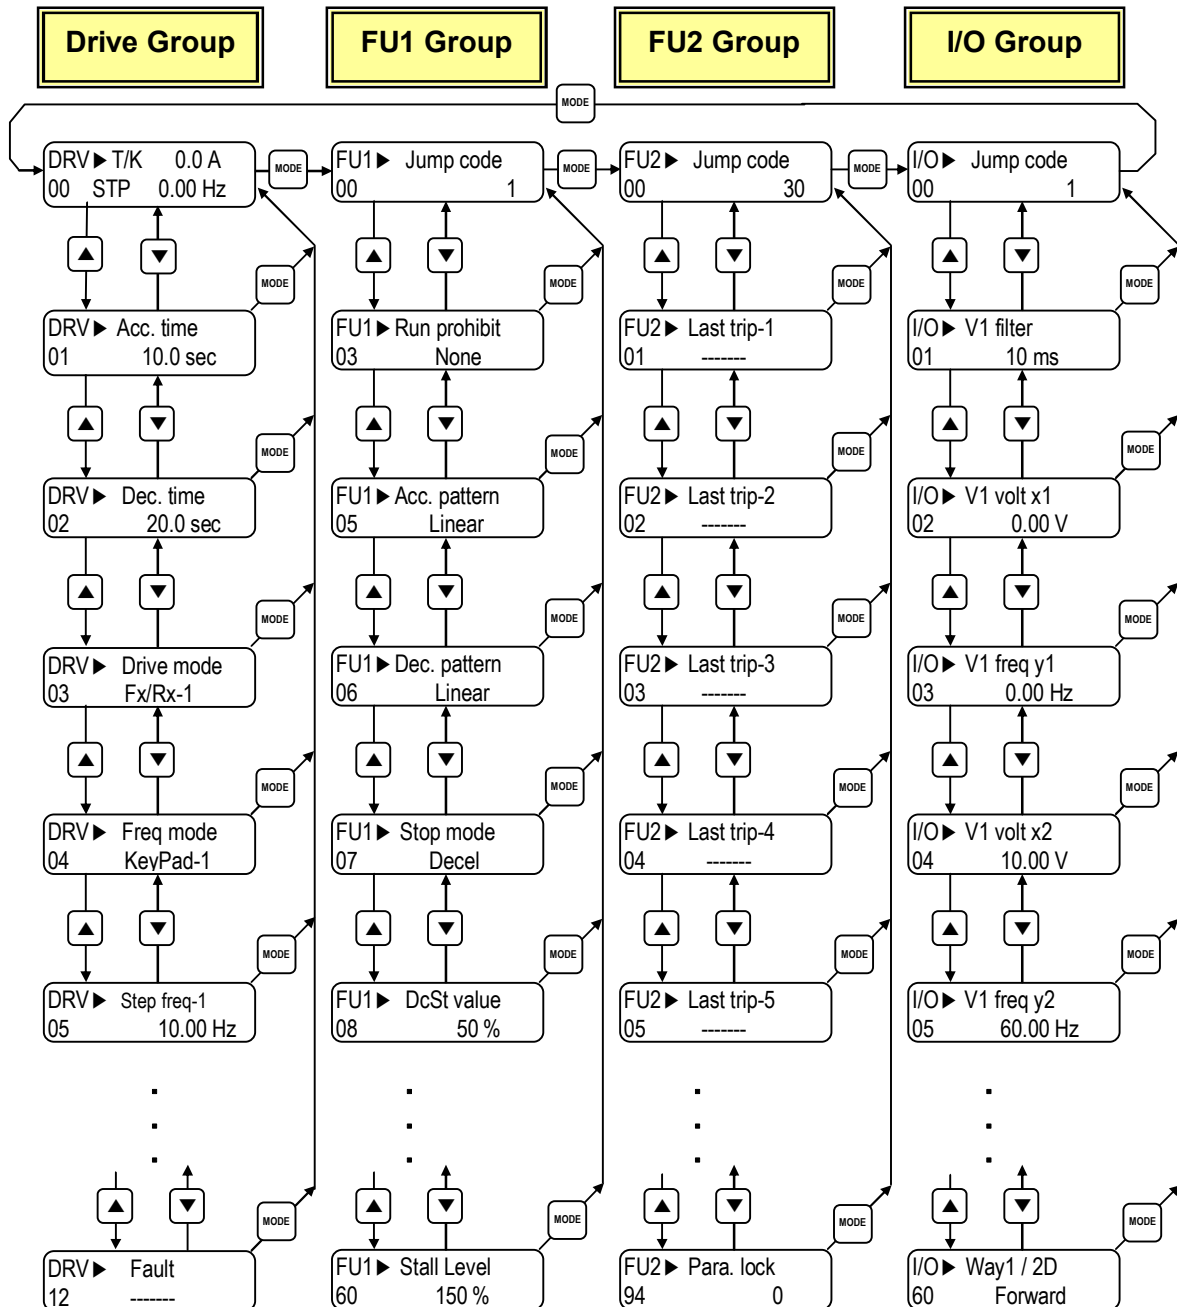 Drive Group
FU1 Group
FU2 Group
I/O Group
MODE
DRV▶ T/K 0.0 A
00 STP 0.00 Hz
MODE
FU1▶ Jump code
00 1
MODE
FU2▶ Jump code
00 30
MODE
I/O▶ Jump code
00 1
▲ ▼ MODE
▲ ▼ MODE
▲ ▼ MODE
▲ ▼ MODE
DRV▶ Acc. time
01 10.0 sec
FU1▶ Run prohibit
03 None
FU2▶ Last trip-1
01 -------
I/O▶ V1 filter
01 10 ms
▲ ▼ MODE
▲ ▼ MODE
▲ ▼ MODE
▲ ▼ MODE
DRV▶ Dec. time
02 20.0 sec
FU1▶ Acc. pattern
05 Linear
FU2▶ Last trip-2
02 -------
I/O▶ V1 volt x1
02 0.00 V
▲ ▼ MODE
▲ ▼ MODE
▲ ▼ MODE
▲ ▼ MODE
DRV▶ Drive mode
03 Fx/Rx-1
FU1▶ Dec. pattern
06 Linear
FU2▶ Last trip-3
03 -------
I/O▶ V1 freq y1
03 0.00 Hz
▲ ▼ MODE
▲ ▼ MODE
▲ ▼ MODE
▲ ▼ MODE
DRV▶ Freq mode
04 KeyPad-1
FU1▶ Stop mode
07 Decel
FU2▶ Last trip-4
04 -------
I/O▶ V1 volt x2
04 10.00 V
▲ ▼ MODE
▲ ▼ MODE
▲ ▼ MODE
▲ ▼ MODE
DRV▶ Step freq-1
05 10.00 Hz
FU1▶ DcSt value
08 50 %
FU2▶ Last trip-5
05 -------
I/O▶ V1 freq y2
05 60.00 Hz
▲ ▼ MODE
▲ ▼ MODE
▲ ▼ MODE
▲ ▼ MODE
DRV▶ Fault
12 -------
FU1▶ Stall Level
60 150 %
FU2▶ Para. lock
94 0
I/O▶ Way1 / 2D
60 Forward